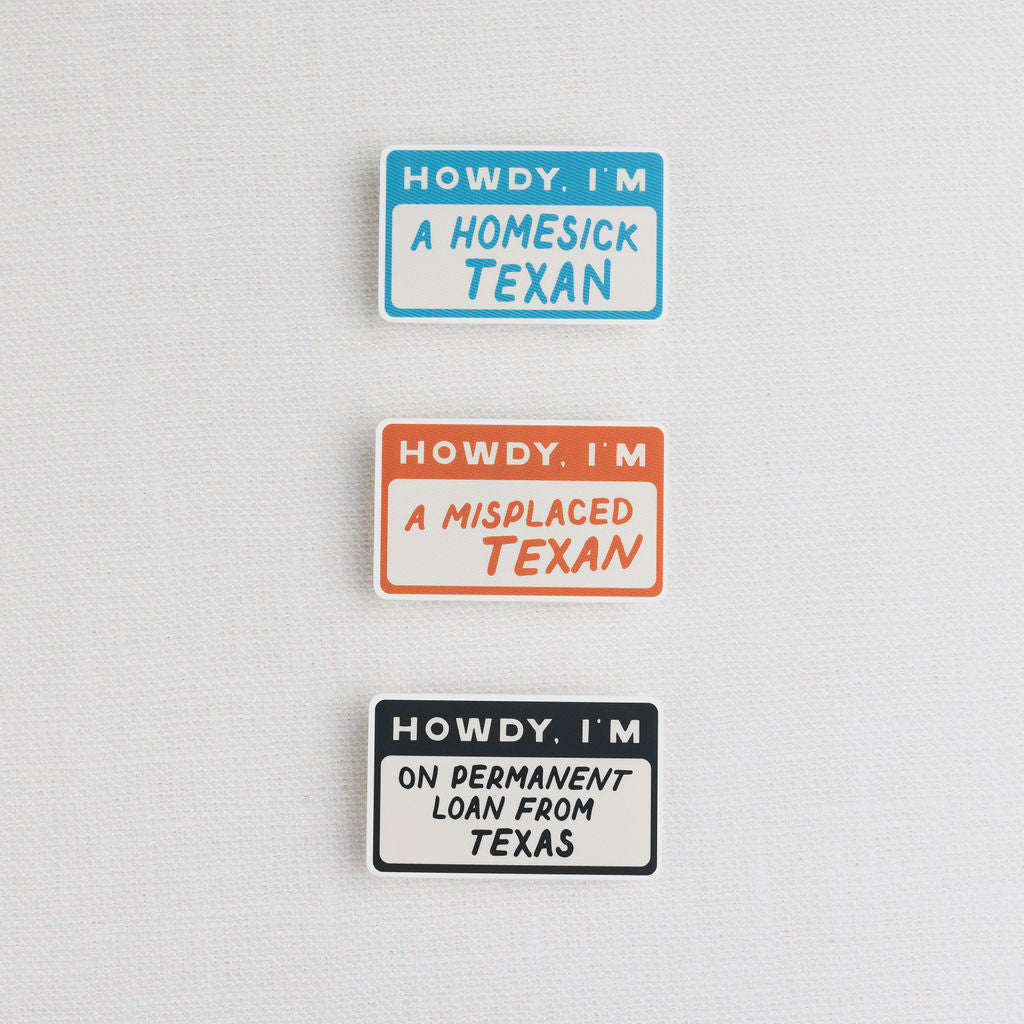 HOWDY, I'M
A HOMESICK
TEXAN
HOWDY, I'M
A MISPLACED
TEXAN
HOWDY, I'M
ON PERMANENT
LOAN FROM
TEXAS